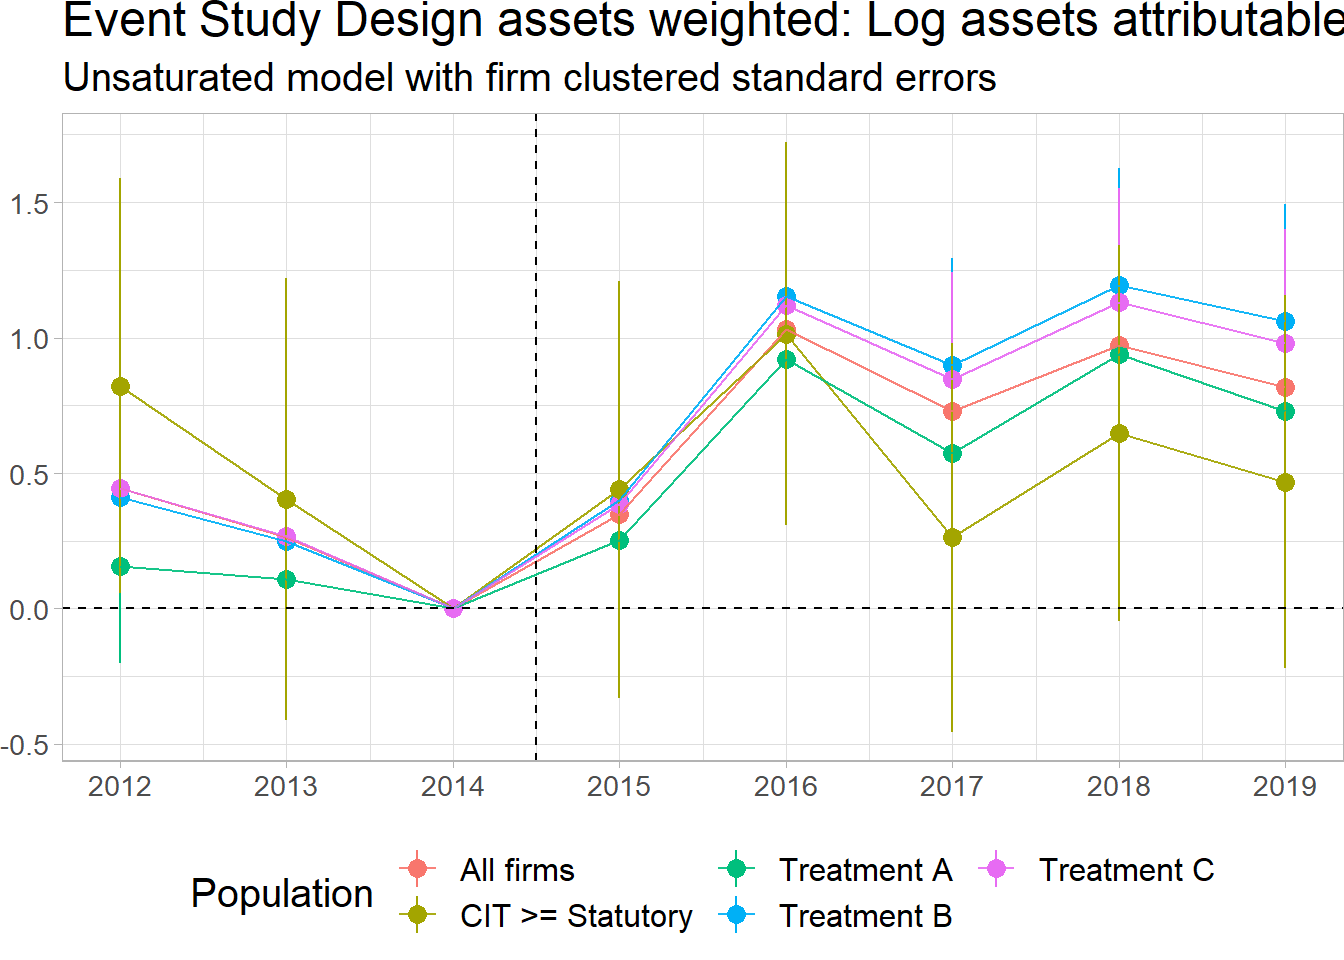 Event Study Design assets weighted: Log assets attributable
Unsaturated model with firm clustered standard errors
1.5
1.0
0.5
0.0
-0.5
2012 2013 2014 2015 2016 2017 2018 2019
Population
All firms Treatment A Treatment C
CIT >= Statutory Treatment B